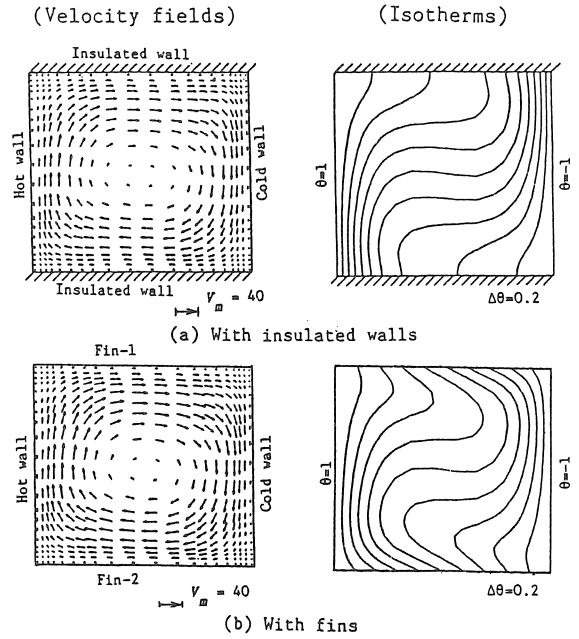 (Velocity fields) (Isotherms)
Insulated wall
Hot wall
Cold wall
θ=1
θ=-1
Insulated wall
V_m = 40
Δθ=0.2
(a) With insulated walls
Fin-1
Hot wall
Cold wall
θ=1
θ=-1
Fin-2
V_m = 40
Δθ=0.2
(b) With fins